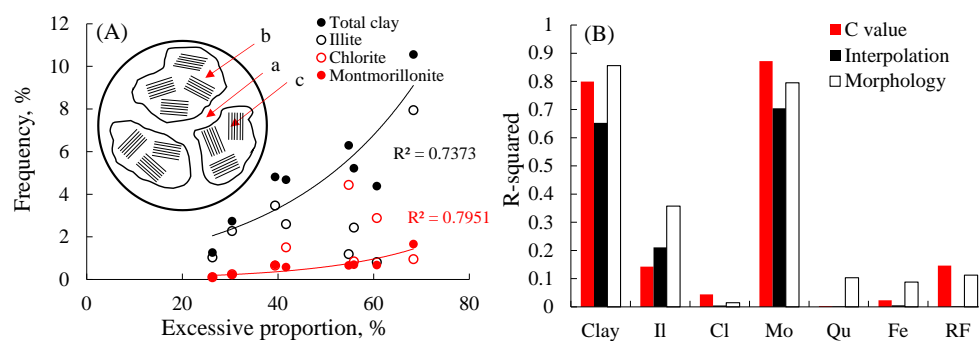 (A)
Total clay
Illite
Chlorite
Montmorillonite
b
a
c
R² = 0.7373
R² = 0.7951
12
10
8
6
4
2
0
Frequency, %
0 20 40 60 80
Excessive proportion, %
(B)
C value
Interpolation
Morphology
1
0.9
0.8
0.7
0.6
0.5
0.4
0.3
0.2
0.1
0
R-squared
Clay Il Cl Mo Qu Fe RF